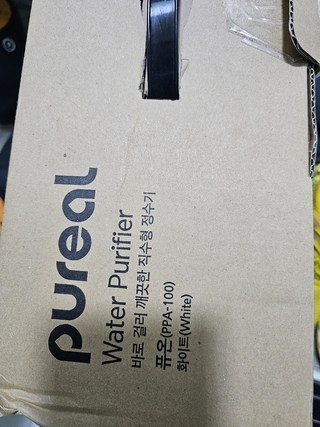 pureal
Water Purifier
바로 걸러 깨끗한 직수형 정수기
퓨온(PPA-100)
화이트(White)